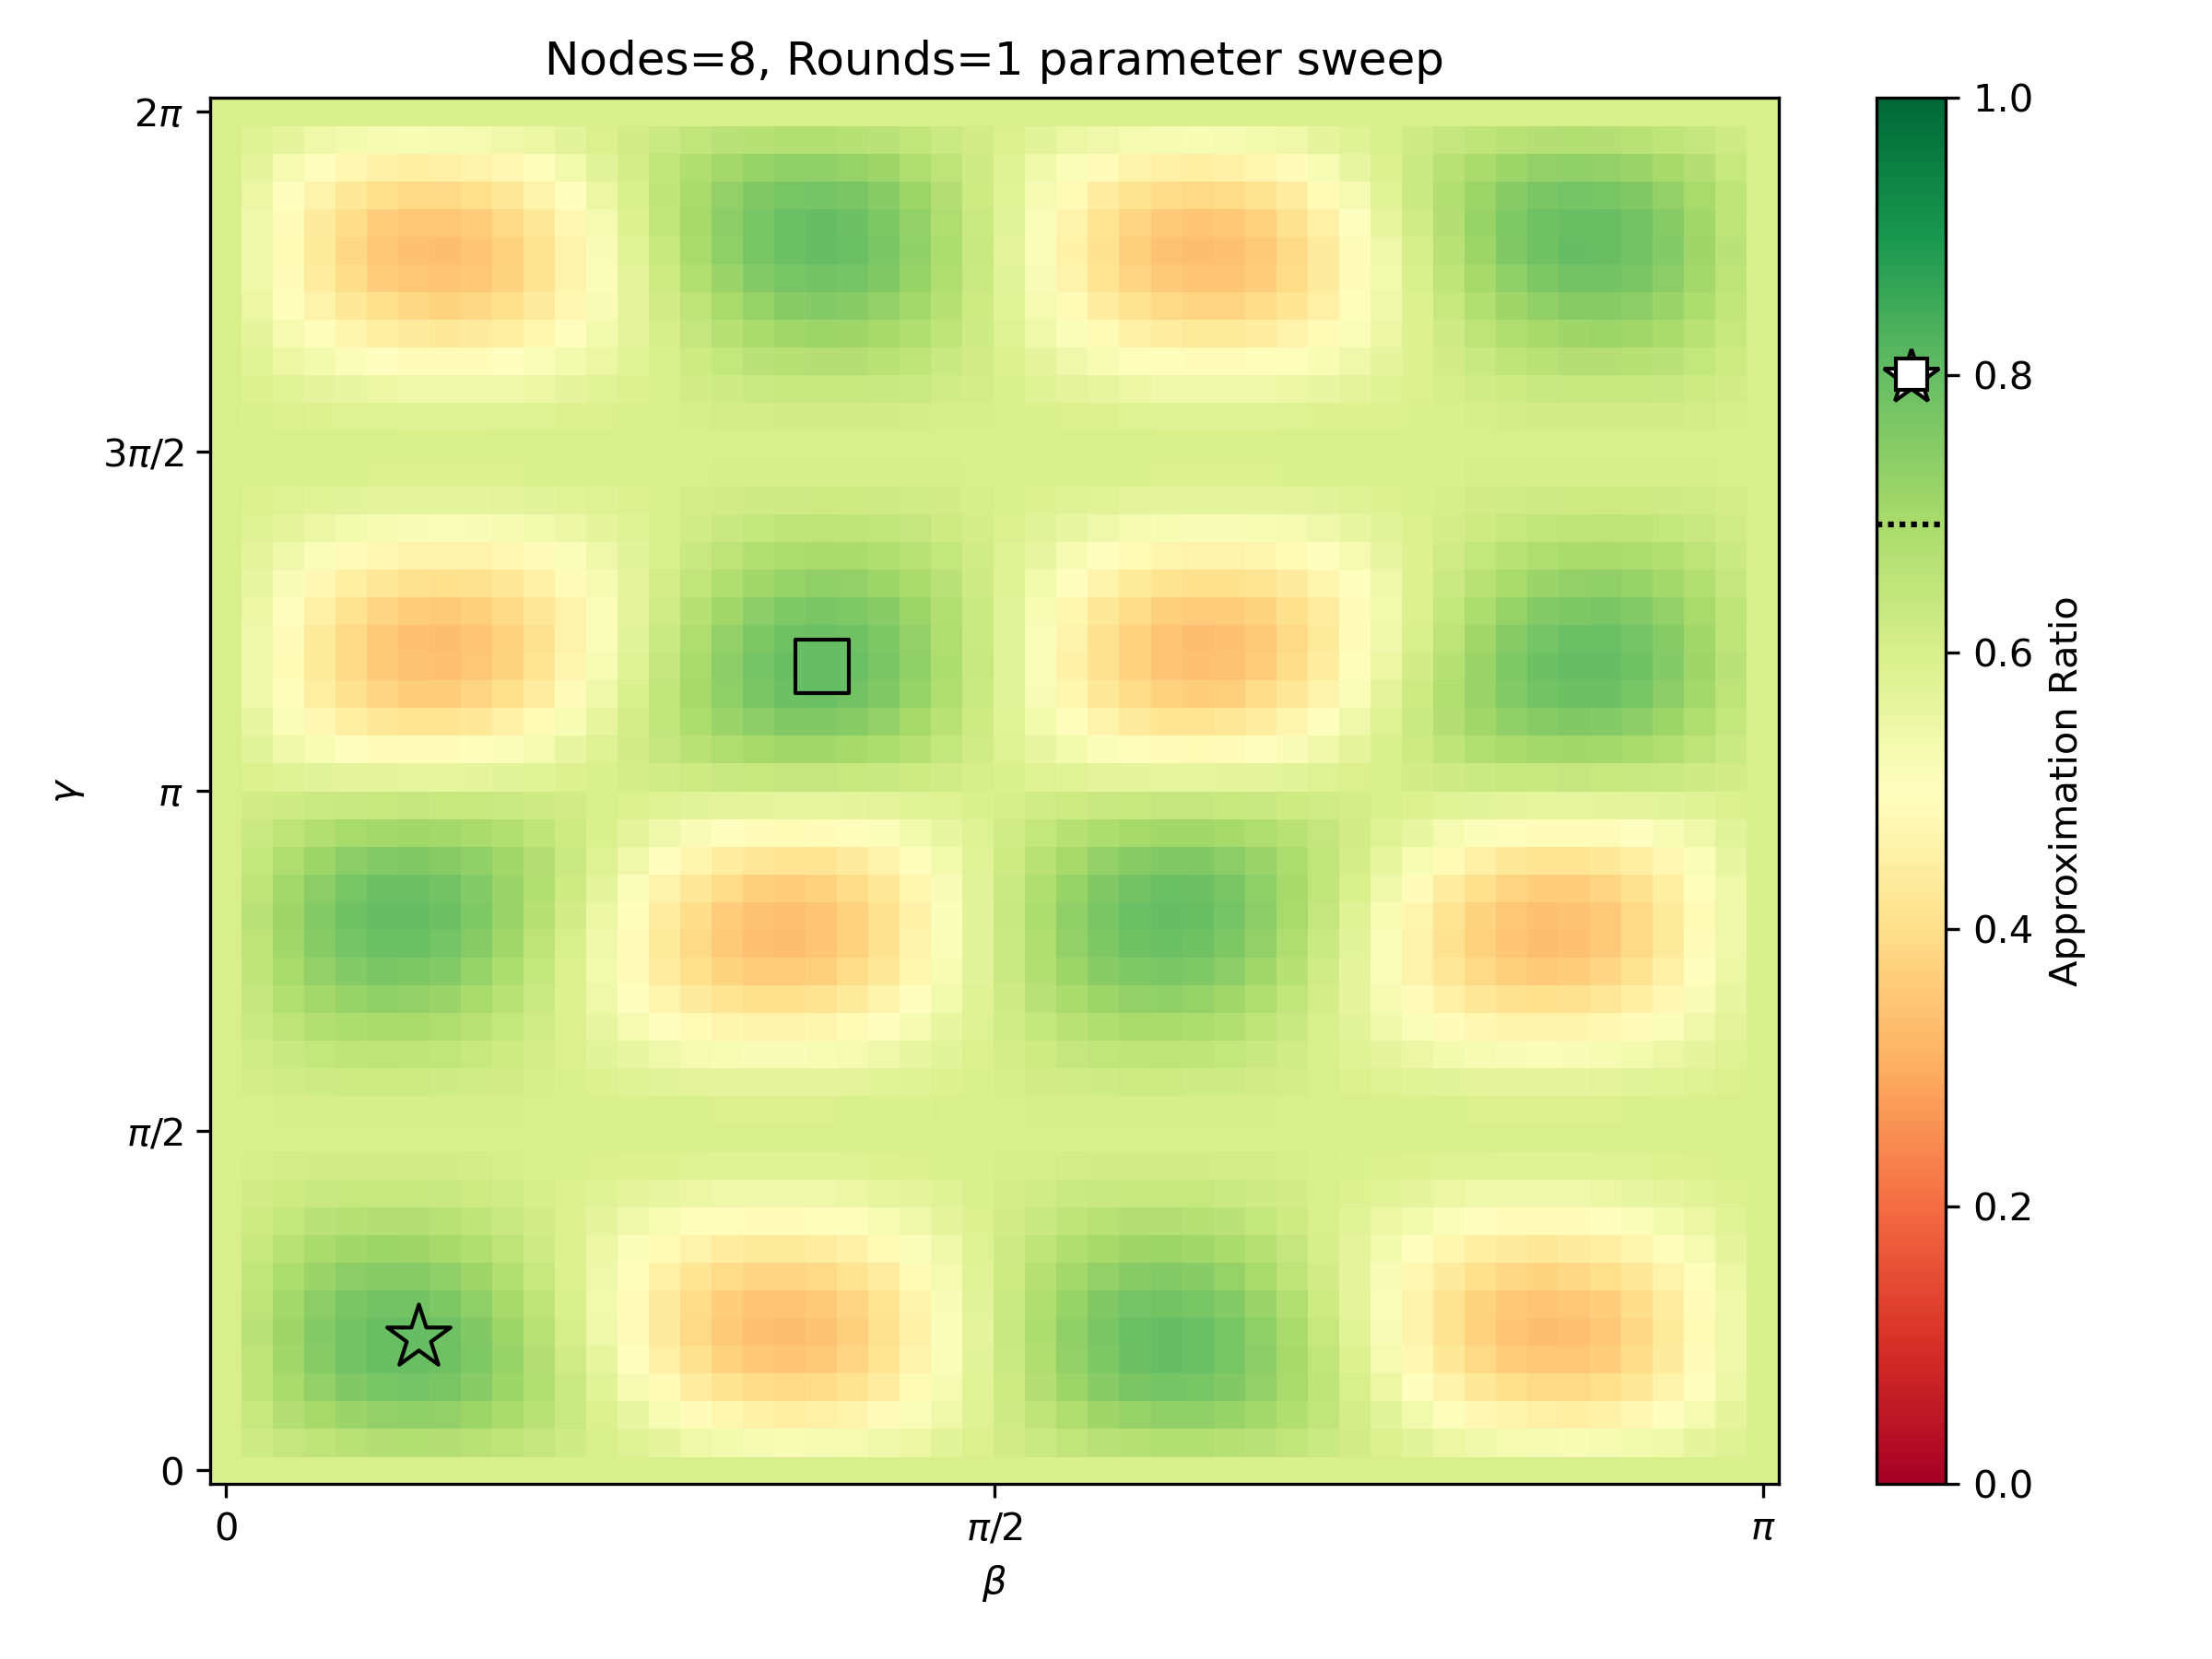 Nodes=8, Rounds=1 parameter sweep
2π
3π/2
π
π/2
0
γ
0
π/2
π
β
1.0
0.8
0.6
0.4
0.2
0.0
Approximation Ratio